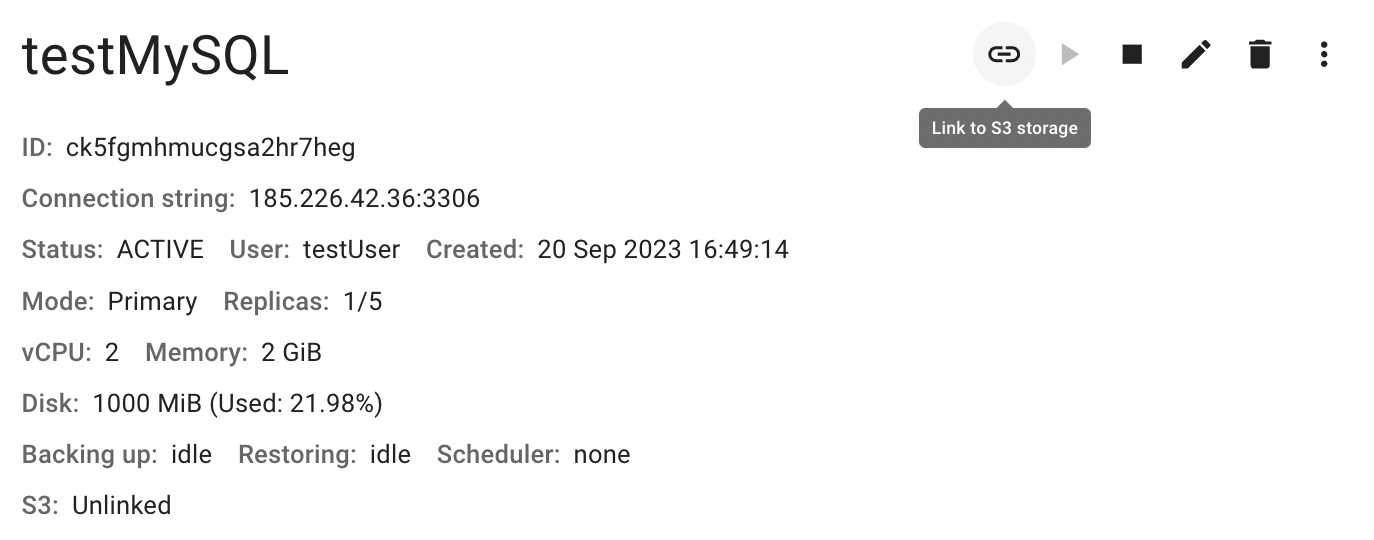 testMySQL
Link to S3 storage
ID: ck5fgmhmucgsa2hr7heg
Connection string: 185.226.42.36:3306
Status: ACTIVE User: testUser Created: 20 Sep 2023 16:49:14
Mode: Primary Replicas: 1/5
vCPU: 2 Memory: 2 GiB
Disk: 1000 MiB (Used: 21.98%)
Backing up: idle Restoring: idle Scheduler: none
S3: Unlinked